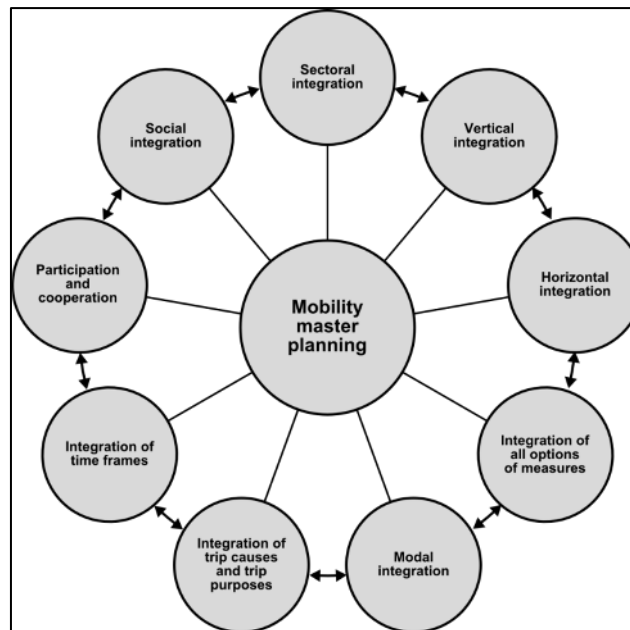 Sectoral
integration
Vertical
integration
Horizontal
integration
Integration of
all options
of measures
Modal
integration
Integration of
trip causes
and trip
purposes
Integration of
time frames
Participation
and
cooperation
Social
integration
Mobility
master
planning